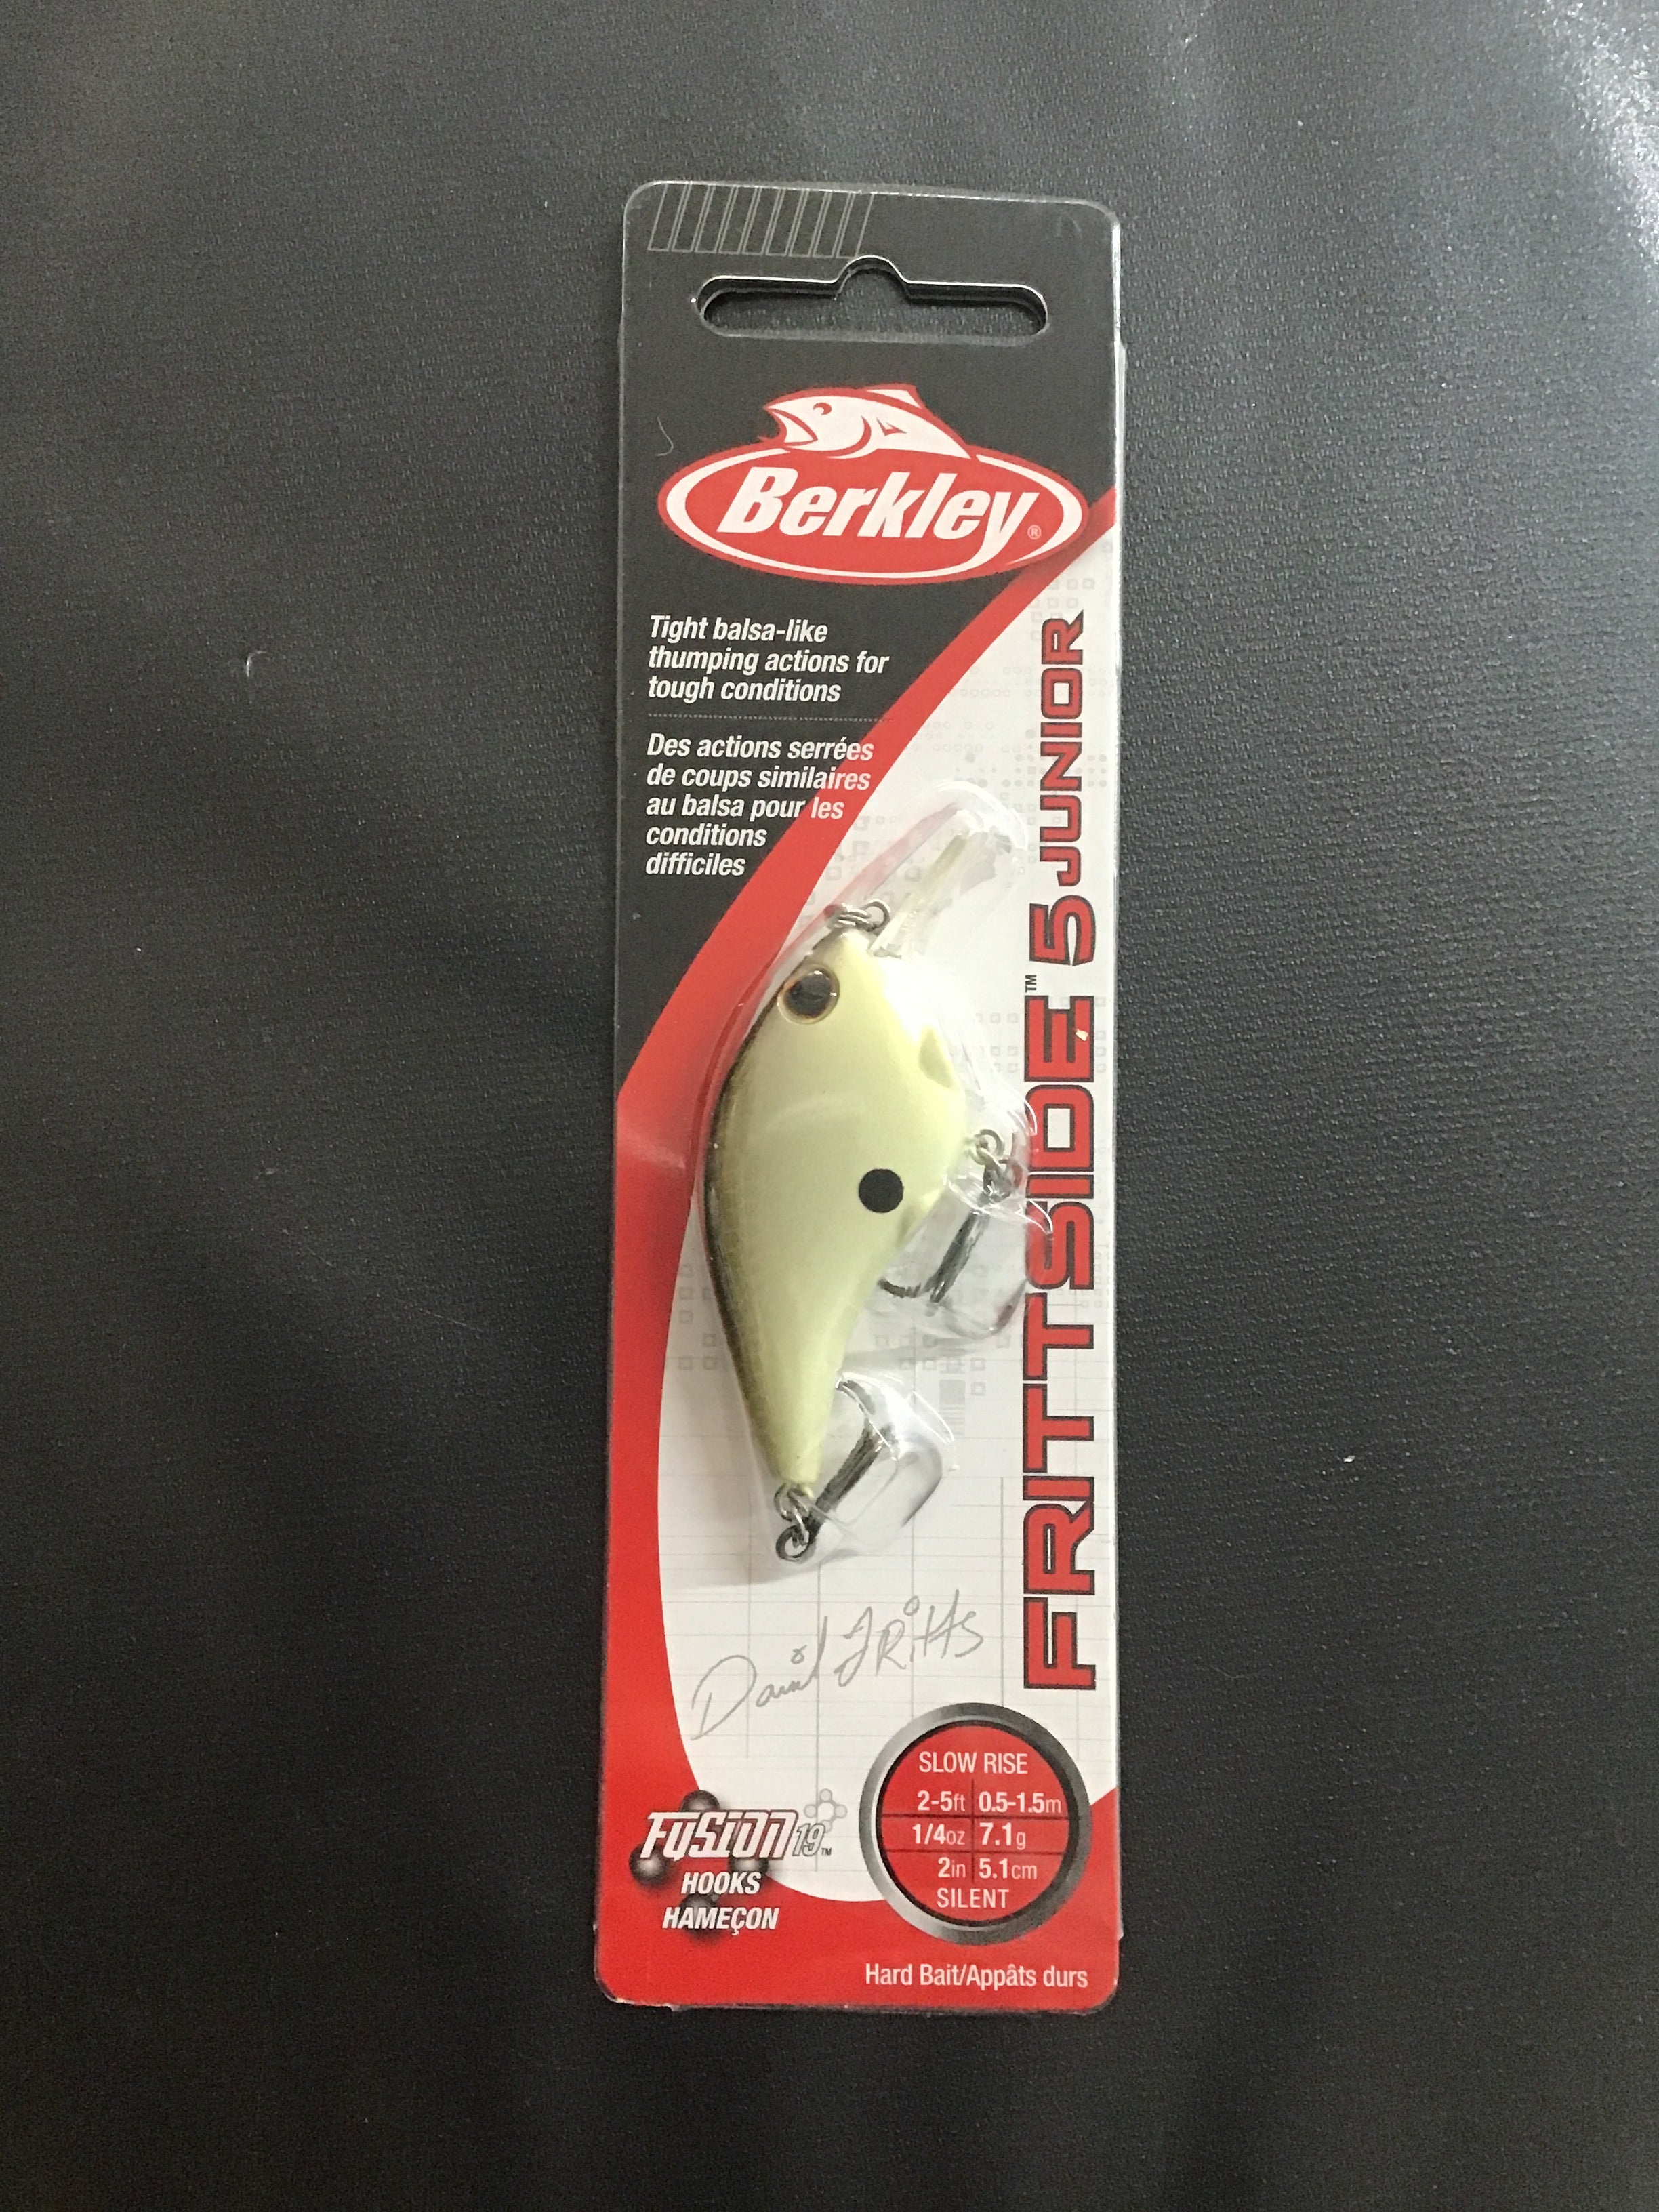 Berkley®
Tight balsa-like
thumping actions for
tough conditions
Des actions serrées
de coups similaires
au balsa pour les
conditions
difficiles
FRITTSIDE™ 5 JUNIOR
David FRitts
SLOW RISE
2-5ft 0.5-1.5m
1/4oz 7.1g
2in 5.1cm
SILENT
FUSION19™
HOOKS
HAMEÇON
Hard Bait/Appâts durs